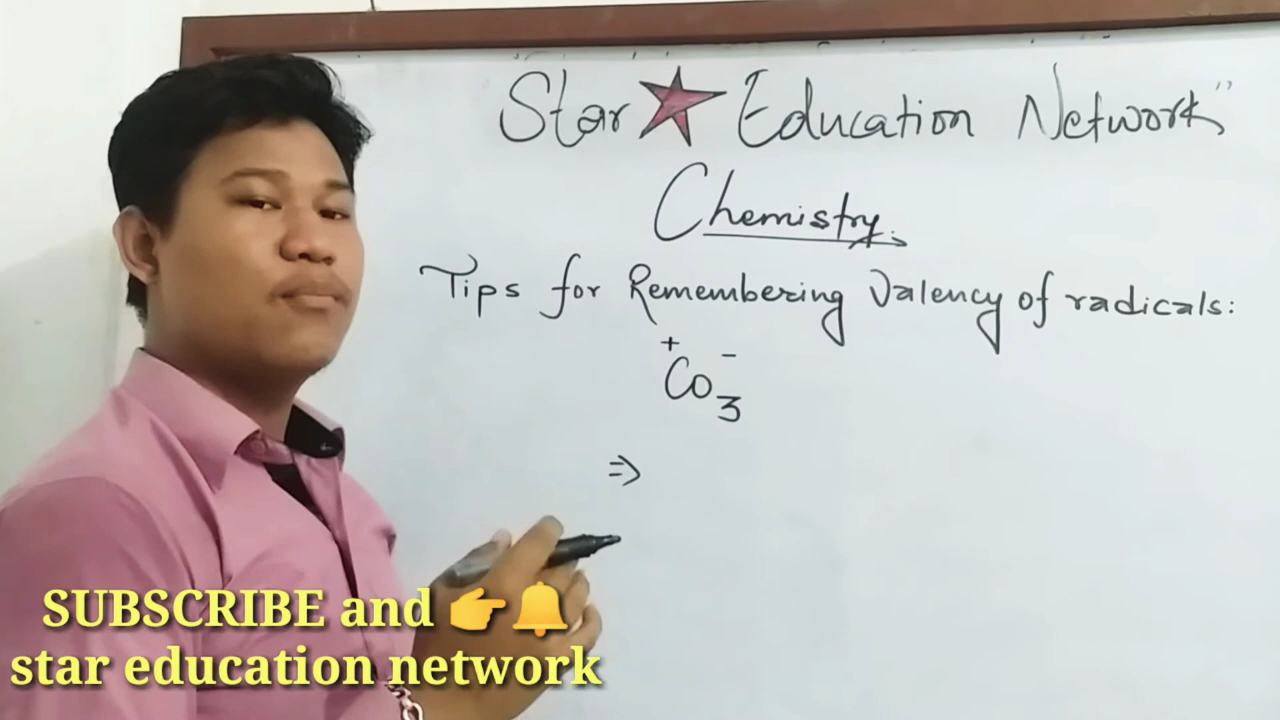 Star ★ Education Network"
Chemistry
Tips for Remembering Valency of radicals:
+ −
Co₃
⇒
SUBSCRIBE and 👉🔔
star education network